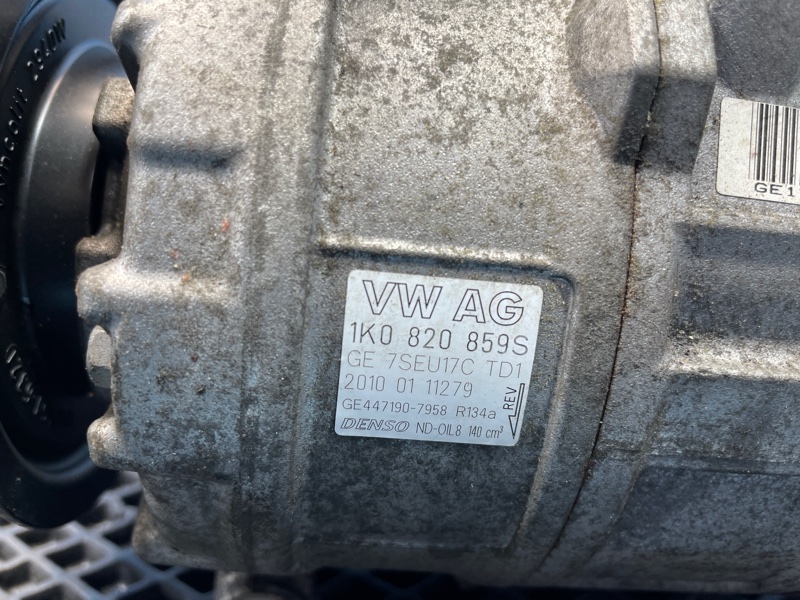 VW AG
1K0 820 859S
GE 7SEU17C TD1
2010 01 11279
GE447190-7958 R134a
REV
DENSO ND-OIL8 140 cm³
GE1